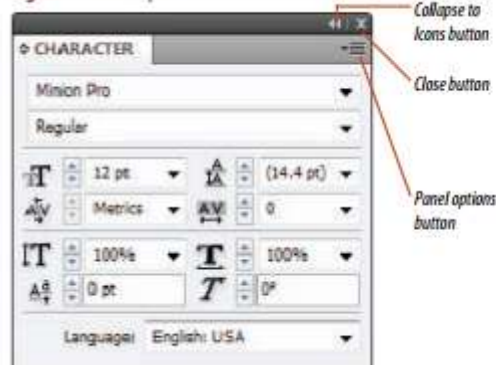 Collapse to
Icons button
CHARACTER
Close button
Minion Pro
Regular
Panel options
button
12 pt
(14.4 pt)
Metrics
0
100%
100%
0 pt
0°
Language: English: USA